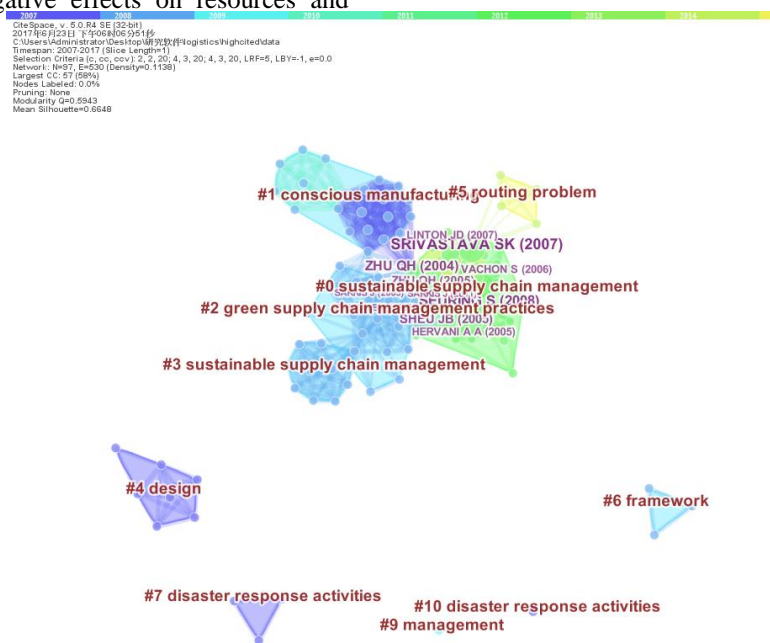 gative effects on resources and
2007 2008 2009 2010 2011 2012 2013 2014
CiteSpace, v. 5.0.R4 SE (32-bit)
2017年6月23日 下午06时06分51秒
C:\Users\Administrator\Desktop\研究软件\logistics\highcited\data
Timespan: 2007-2017 (Slice Length=1)
Selection Criteria (c, cc, ccv): 2, 2, 20; 4, 3, 20; 4, 3, 20, LRF=5, LBY=-1, e=0.0
Network: N=97, E=530 (Density=0.1138)
Largest CC: 57 (58%)
Nodes Labeled: 0.0%
Pruning: None
Modularity Q=0.5943
Mean Silhouette=0.6648
#1 conscious manufactu
#5 routing problem
LINTON JD (2007)
SRIVASTAVA SK (2007)
ZHU QH (2004)
VACHON S (2006)
#0 sustainable supply chain management
SEURING S (2008)
#2 green supply chain management practices
SHEU JB (2005)
HERVANI A A (2005)
#3 sustainable supply chain management
#4 design
#6 framework
#7 disaster response activities
#10 disaster response activities
#9 management